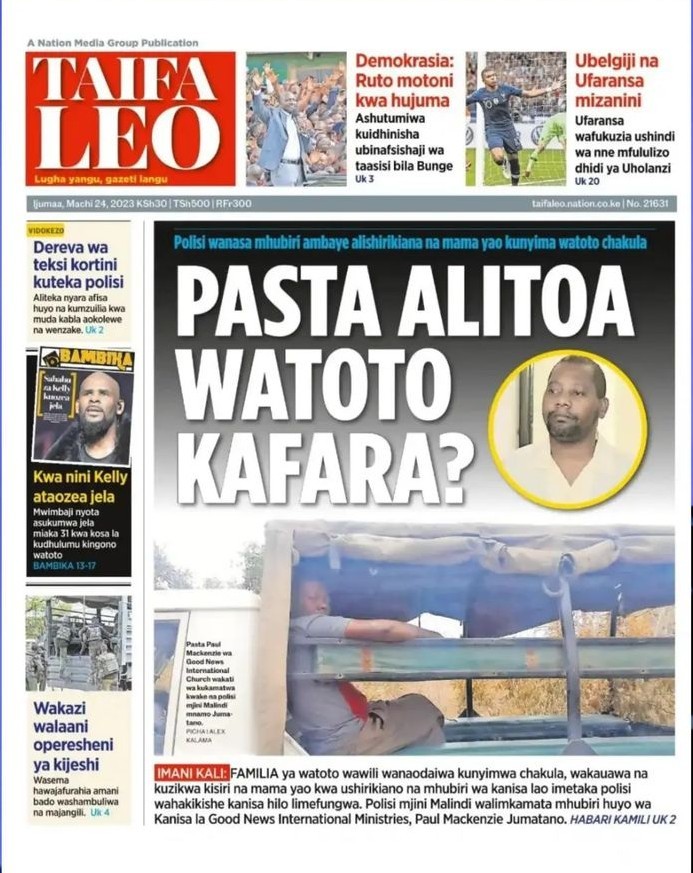 A Nation Media Group Publication
TAIFA
LEO
Lugha yangu, gazeti langu
Demokrasia:
Ruto motoni
kwa hujuma
Ashutumiwa
kuidhinisha
ubinafsishaji wa
taasisi bila Bunge
Uk 3
Ubelgiji na
Ufaransa
mizanini
Ufaransa
wafukuzia ushindi
wa nne mfululizo
dhidi ya Uholanzi
Uk 20
Ijumaa, Machi 24, 2023 KSh30 | TSh500 | RFr300
taifaleo.nation.co.ke | No. 21631
VIDOKEZO
Dereva wa
teksi kortini
kuteka polisi
Aliteka nyara afisa
huyo na kumzuilia kwa
muda kabla aokolewe
na wenzake. Uk 2
BAMBIKA
Sababu
za Kelly
kuozea
jela
Kwa nini Kelly
ataozea jela
Mwimbaji nyota
asukumwa jela
miaka 31 kwa kosa la
kudhulumu kingono
watoto
BAMBIKA 13-17
Wakazi
walaani
operesheni
ya kijeshi
Wasema
hawajafurahia amani
bado washambuliwa
na majangili. Uk 4
Polisi wanasa mhubiri ambaye alishirikiana na mama yao kunyima watoto chakula
PASTA ALITOA
WATOTO
KAFARA?
Pasta Paul
Mackenzie wa
Good News
International
Church wakati
wa kukamatwa
kwake na polisi
mjini Malindi
mnamo Juma-
tano.
PICHA | ALEX
KALAMA
IMANI KALI: FAMILIA ya watoto wawili wanaodaiwa kunyimwa chakula, wakauawa na
kuzikwa kisiri na mama yao kwa ushirikiano na mhubiri wa kanisa lao imetaka polisi
wahakikishe kanisa hilo limefungwa. Polisi mjini Malindi walimkamata mhubiri huyo wa
Kanisa la Good News International Ministries, Paul Mackenzie Jumatano. HABARI KAMILI UK 2